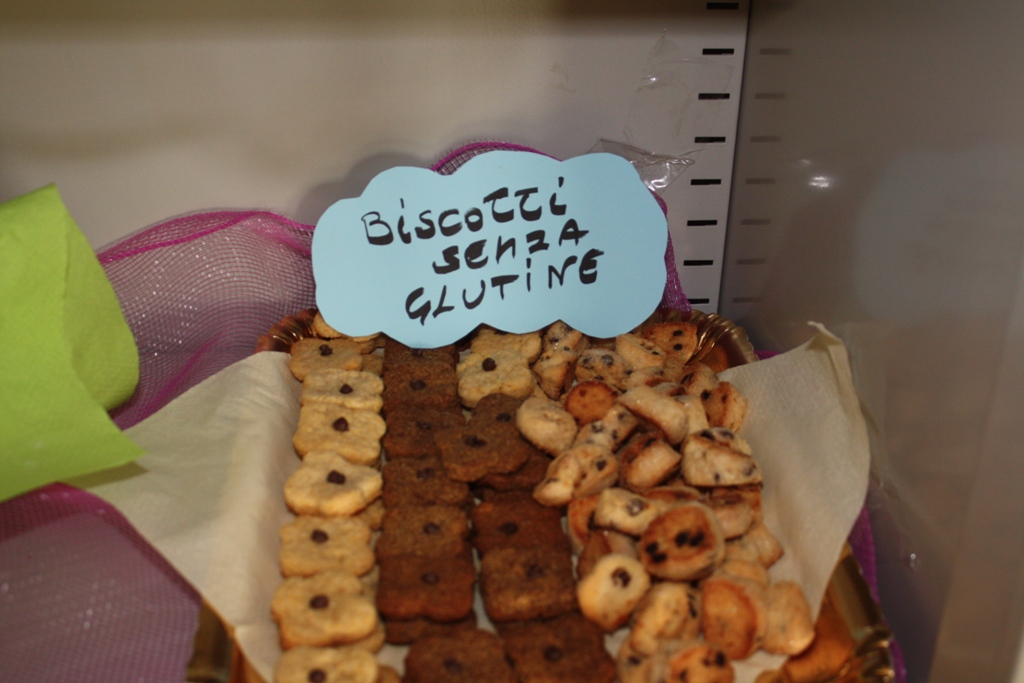 Biscotti
senza
GLUTINE